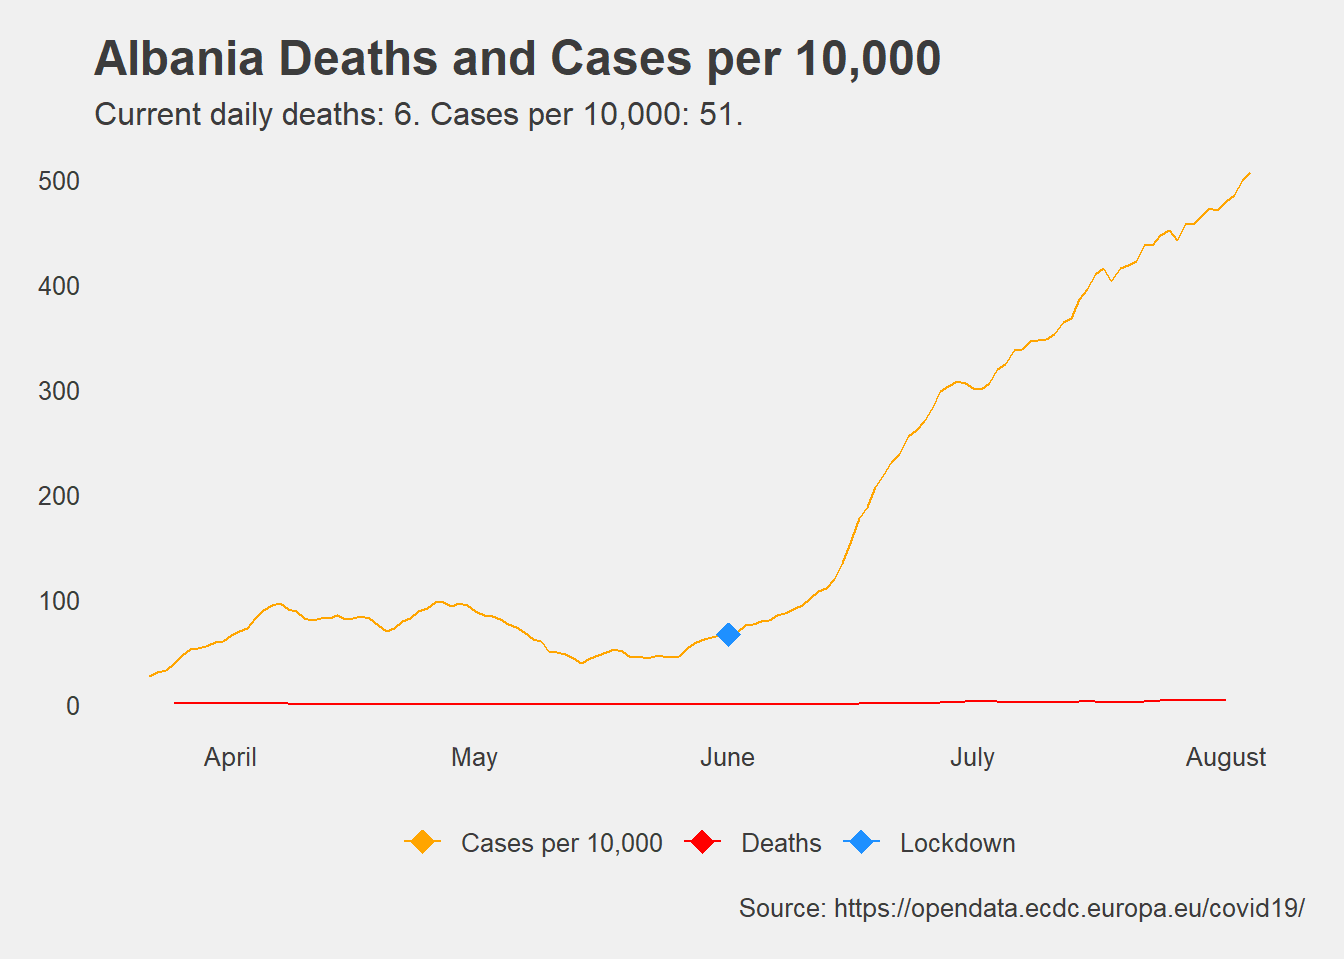 Albania Deaths and Cases per 10,000
Current daily deaths: 6. Cases per 10,000: 51.
500
400
300
200
100
0
April May June July August
Cases per 10,000 Deaths Lockdown
Source: https://opendata.ecdc.europa.eu/covid19/